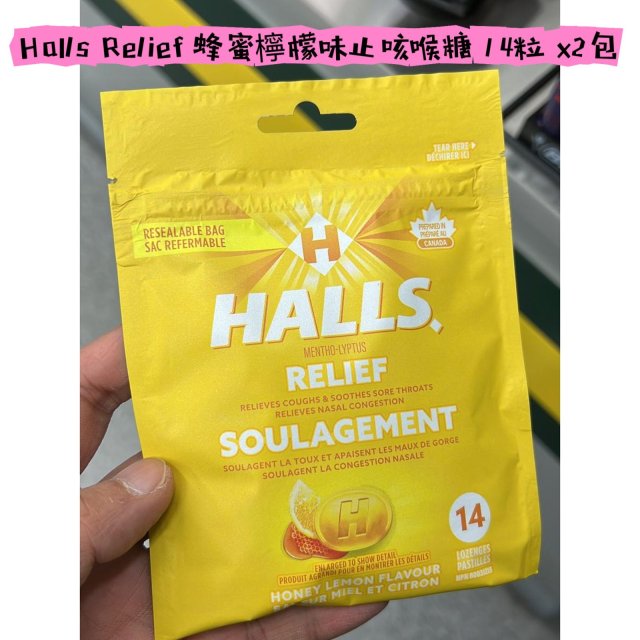 Halls Relief 蜂蜜檸檬味止咳喉糖 14粒 x2包
TEAR HERE
DÉCHIRER ICI
RESEALABLE BAG
SAC REFERMABLE
PREPARED IN
PRÉPARÉ AU
CANADA
H
HALLS
MENTHO-LYPTUS
RELIEF
RELIEVES COUGHS & SOOTHES SORE THROATS
RELIEVES NASAL CONGESTION
SOULAGEMENT
SOULAGENT LA TOUX ET APAISENT LES MAUX DE GORGE
SOULAGENT LA CONGESTION NASALE
H
14
LOZENGES
PASTILLES
ENLARGED TO SHOW DETAIL
PRODUIT AGRANDI POUR EN MONTRER LES DÉTAILS
HONEY LEMON FLAVOUR
SAVEUR MIEL ET CITRON